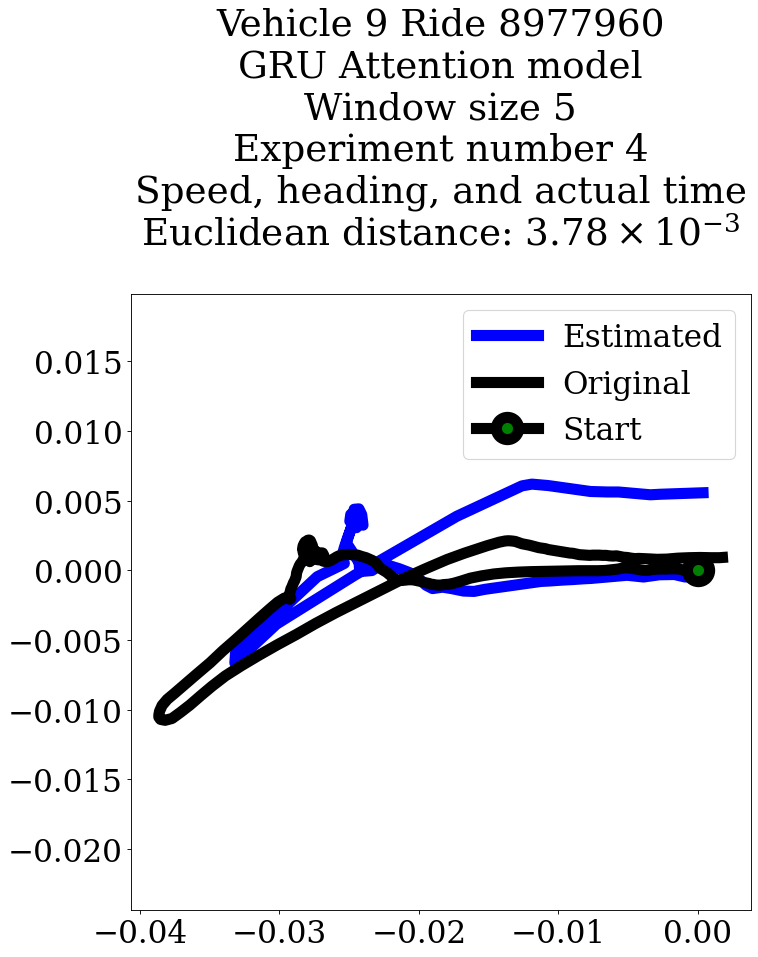 Vehicle 9 Ride 8977960
GRU Attention model
Window size 5
Experiment number 4
Speed, heading, and actual time
Euclidean distance: 3.78 × 10⁻³
Estimated
Original
Start
0.015
0.010
0.005
0.000
−0.005
−0.010
−0.015
−0.020
−0.04 −0.03 −0.02 −0.01 0.00